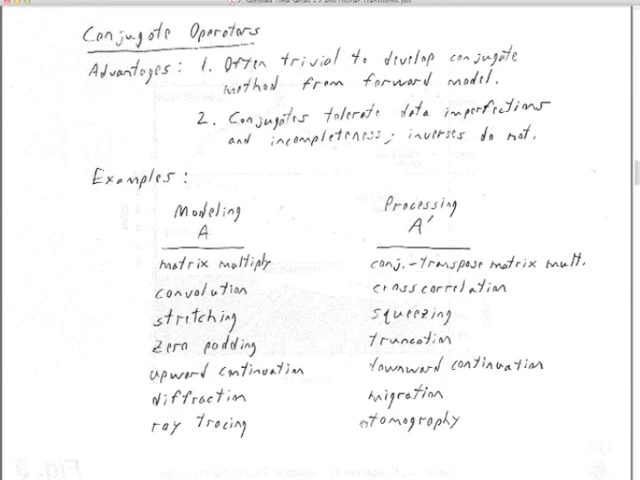 Conjugate Operators
Advantages: 1. Often trivial to develop conjugate
method from forward model.
2. Conjugates tolerate data imperfections
and incompleteness; inverses do not.
Examples:
Modeling Processing
A A'
matrix multiply conj.-transpose matrix mult.
convolution crosscorrelation
stretching squeezing
zero padding truncation
upward continuation downward continuation
diffraction migration
ray tracing tomography